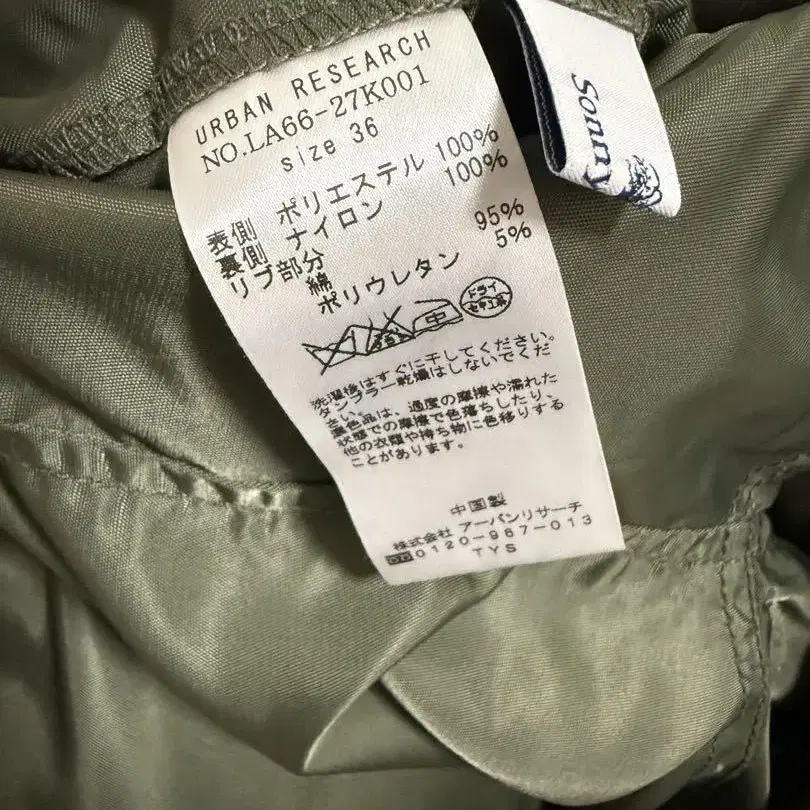 URBAN RESEARCH
NO.LA66-27K001
size 36
表側 ポリエステル 100%
裏側 ナイロン 100%
リブ部分
綿 95%
ポリウレタン 5%
中
ドライ
洗濯後はすぐに干してください。
タンブラー乾燥はしないでくだ
さい。
濃色品は、過度の摩擦や濡れた
状態での摩擦で色落ちしたり、
他の衣類や持ち物に色移りする
ことがあります。
中国製
株式会社 アーバンリサーチ
0120-967-013
TYS
Sonny